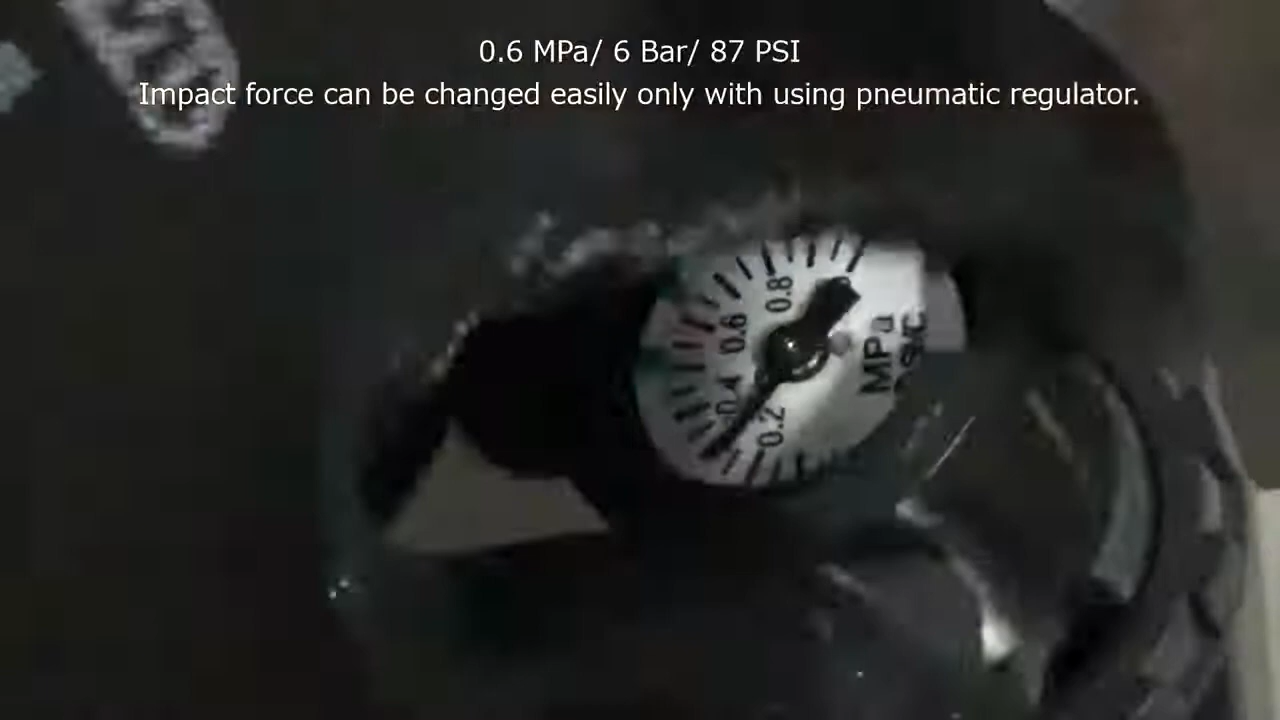 0.6 MPa/ 6 Bar/ 87 PSI
Impact force can be changed easily only with using pneumatic regulator.
0.8
0.6
0.4
0.2
MPa